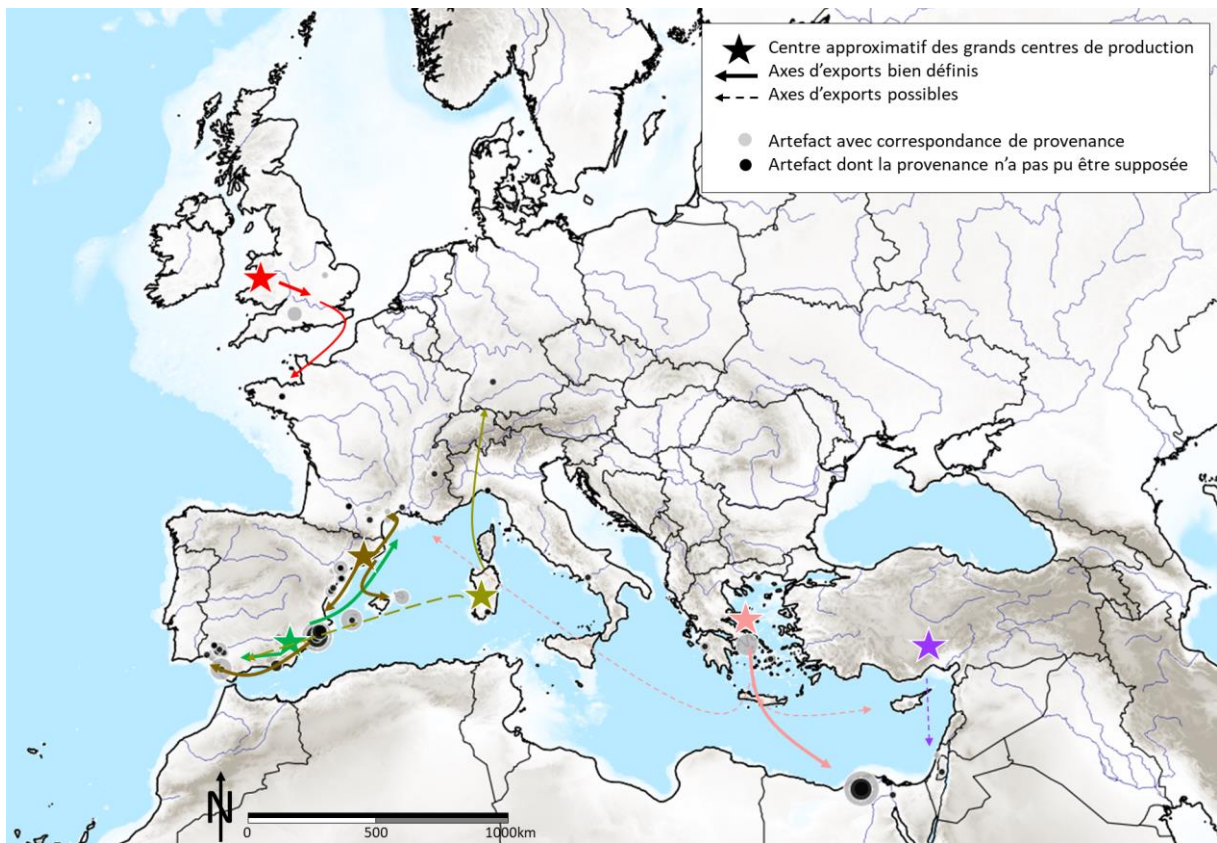 Centre approximatif des grands centres de production
Axes d'exports bien définis
Axes d'exports possibles
Artefact avec correspondance de provenance
Artefact dont la provenance n'a pas pu être supposée
N
0 500 1000km